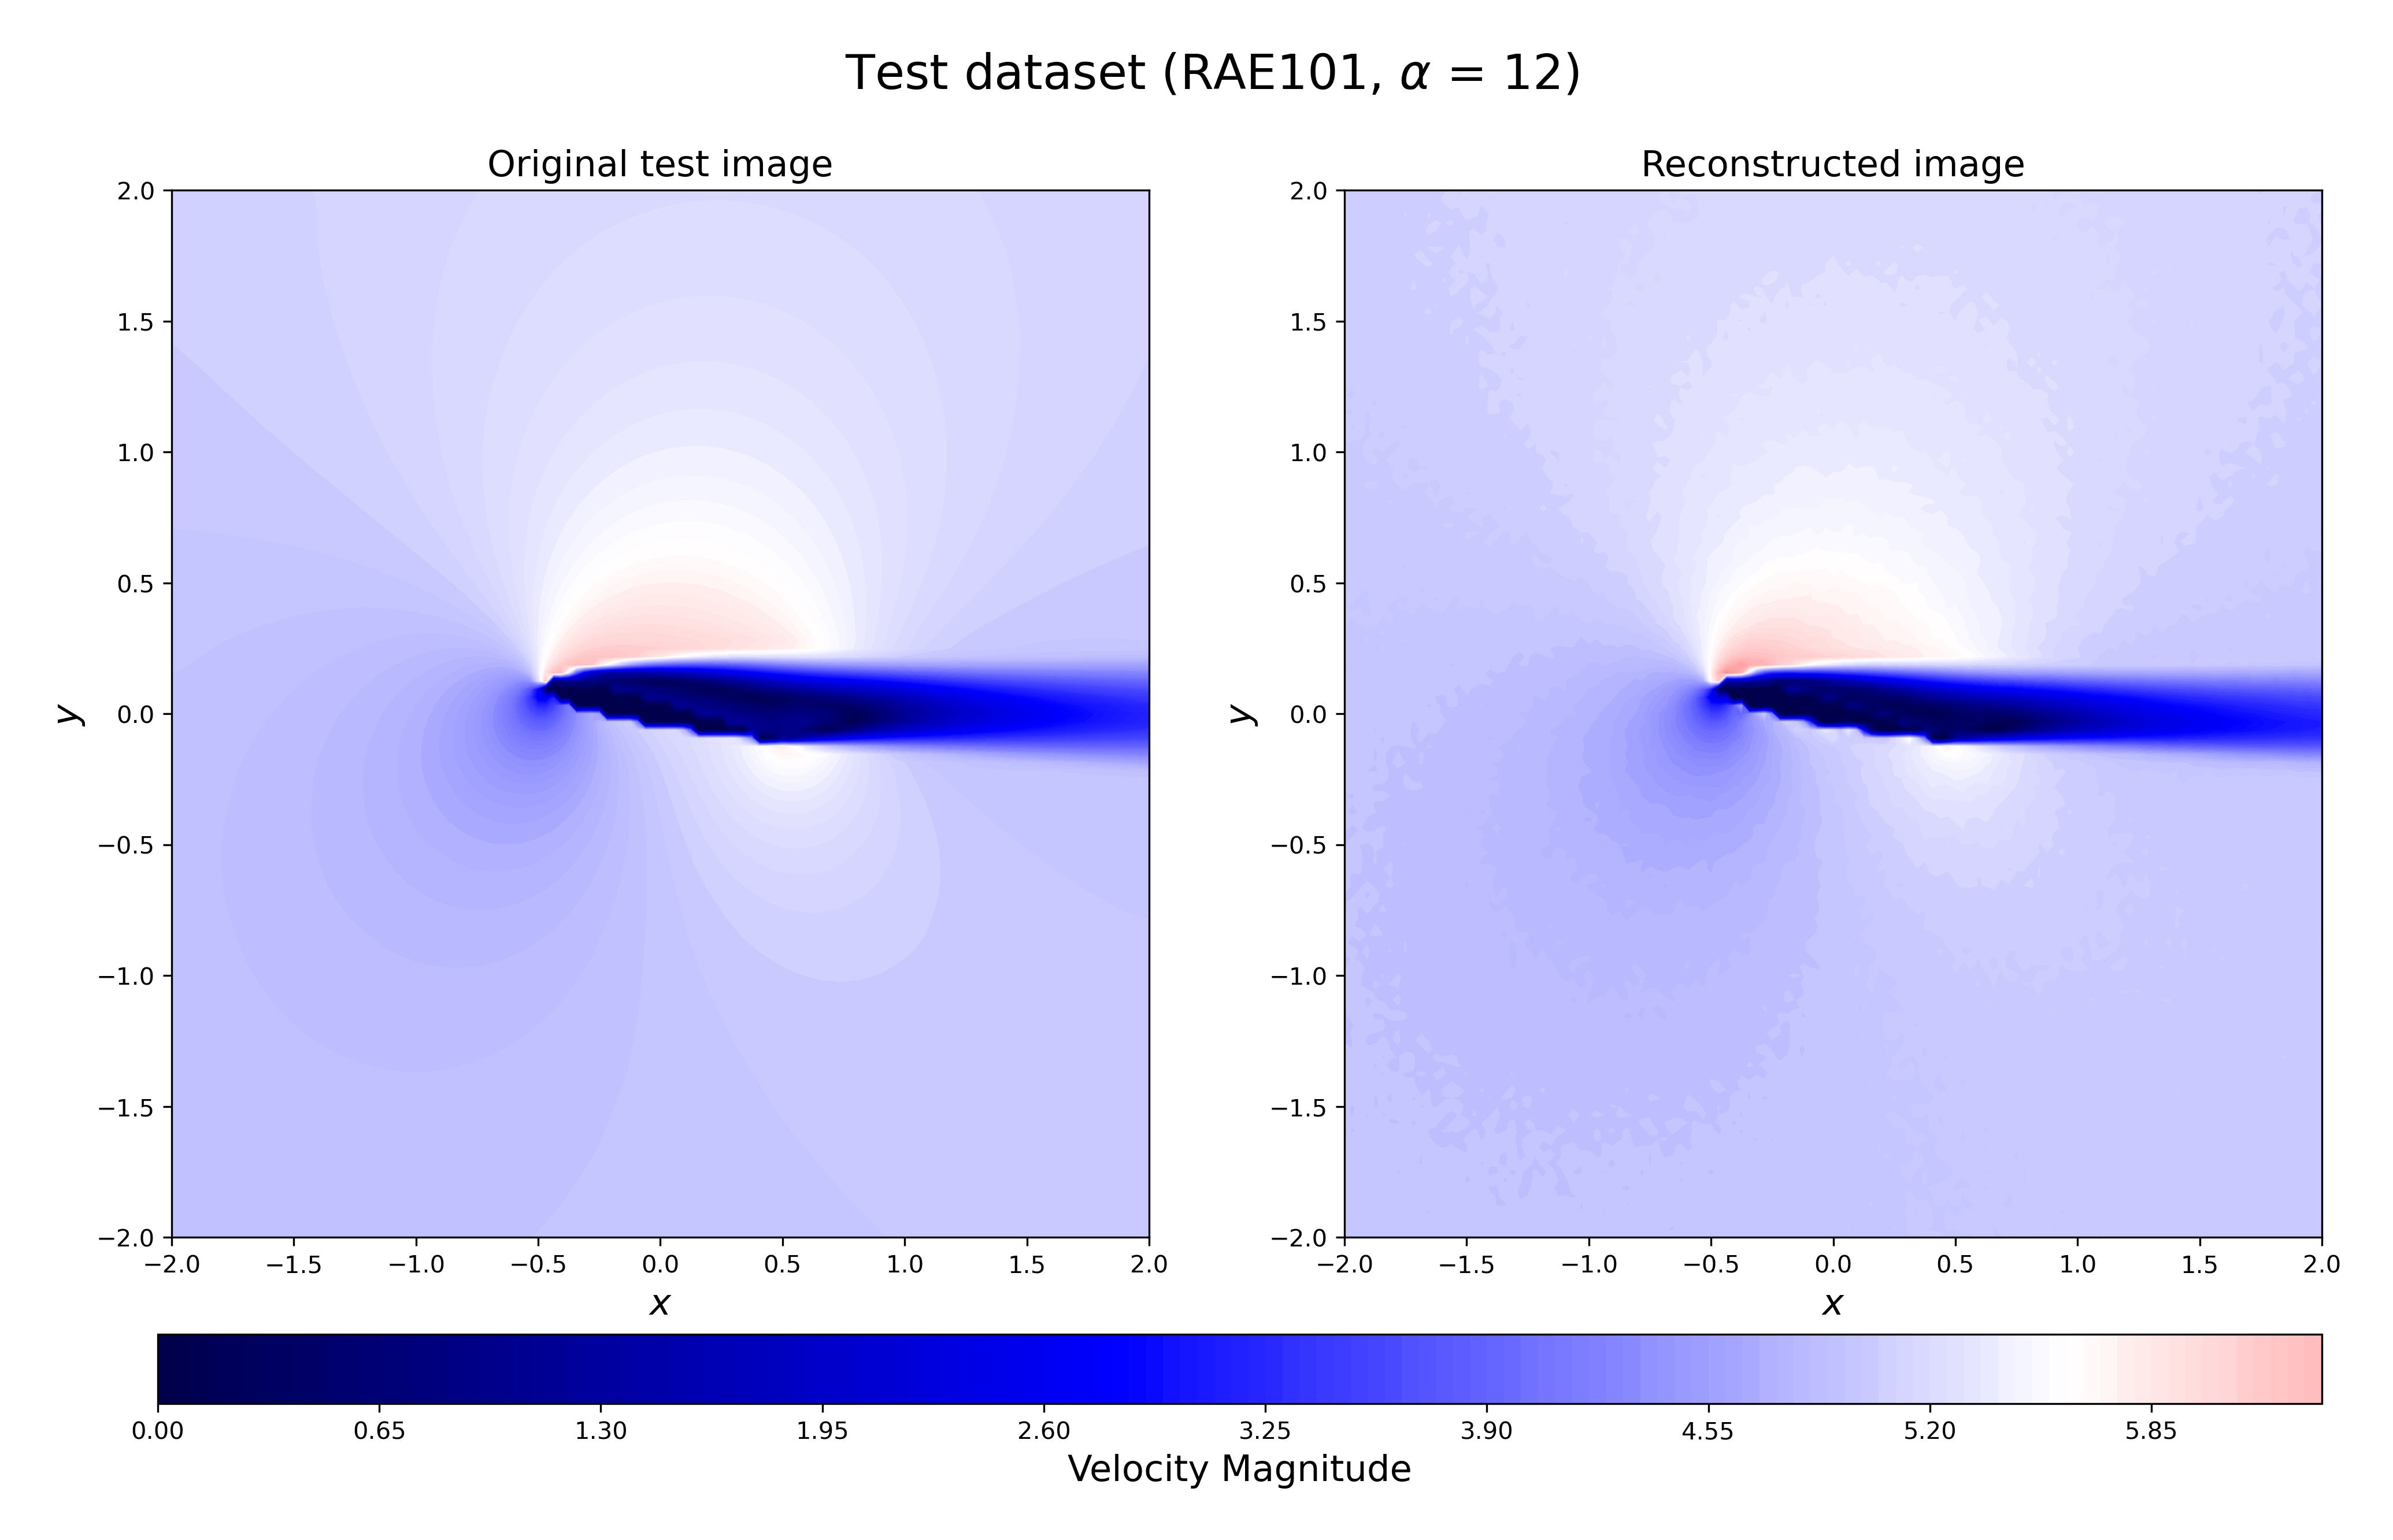 Test dataset (RAE101, α = 12)
Original test image
2.0
1.5
1.0
0.5
0.0
−0.5
−1.0
−1.5
−2.0
y
−2.0 −1.5 −1.0 −0.5 0.0 0.5 1.0 1.5 2.0
x
Reconstructed image
2.0
1.5
1.0
0.5
0.0
−0.5
−1.0
−1.5
−2.0
y
−2.0 −1.5 −1.0 −0.5 0.0 0.5 1.0 1.5 2.0
x
0.00 0.65 1.30 1.95 2.60 3.25 3.90 4.55 5.20 5.85
Velocity Magnitude